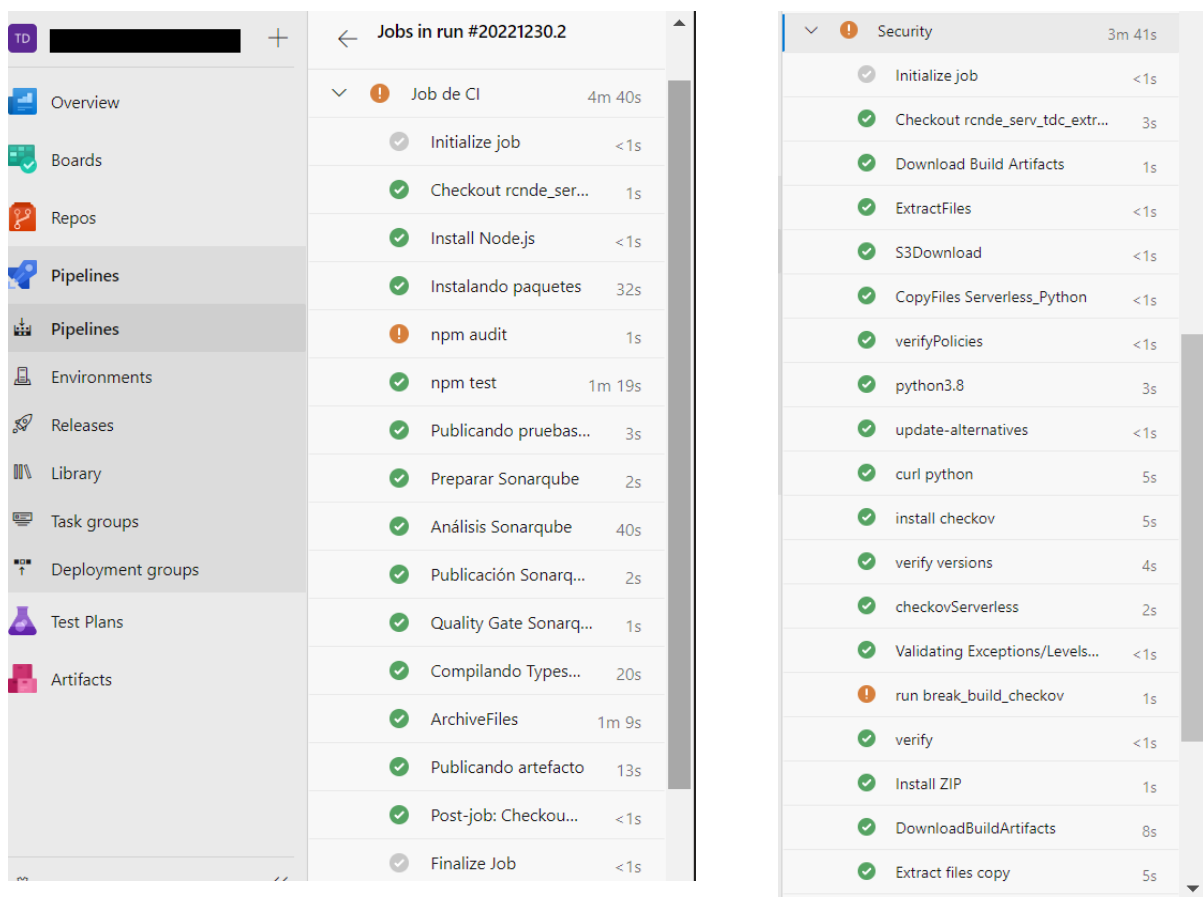 TD
Overview
Boards
Repos
Pipelines
Pipelines
Environments
Releases
Library
Task groups
Deployment groups
Test Plans
Artifacts
Jobs in run #20221230.2
Job de CI 4m 40s
Initialize job <1s
Checkout rcnde_ser... 1s
Install Node.js <1s
Instalando paquetes 32s
npm audit 1s
npm test 1m 19s
Publicando pruebas... 3s
Preparar Sonarqube 2s
Análisis Sonarqube 40s
Publicación Sonarq... 2s
Quality Gate Sonarq... 1s
Compilando Types... 20s
ArchiveFiles 1m 9s
Publicando artefacto 13s
Post-job: Checkou... <1s
Finalize Job <1s
Security 3m 41s
Initialize job <1s
Checkout rcnde_serv_tdc_extr... 3s
Download Build Artifacts 1s
ExtractFiles <1s
S3Download <1s
CopyFiles Serverless_Python <1s
verifyPolicies <1s
python3.8 3s
update-alternatives <1s
curl python 5s
install checkov 5s
verify versions 4s
checkovServerless 2s
Validating Exceptions/Levels... <1s
run break_build_checkov 1s
verify <1s
Install ZIP 1s
DownloadBuildArtifacts 8s
Extract files copy 5s